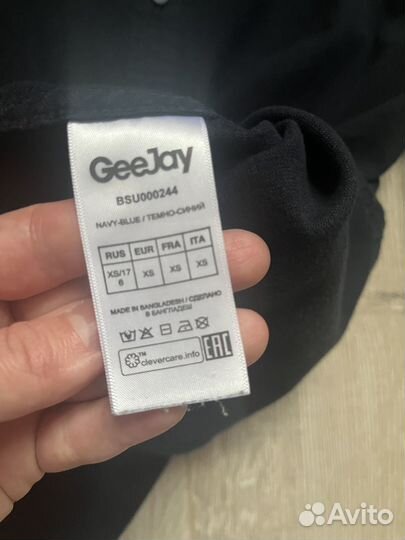 GeeJay
BSU000244
NAVY-BLUE / ТЕМНО-СИНИЙ
RUS EUR FRA ITA
XS/17 XS XS XS
6
MADE IN BANGLADESH / СДЕЛАНО
В БАНГЛАДЕШ
TM clevercare.info EAC
Avito